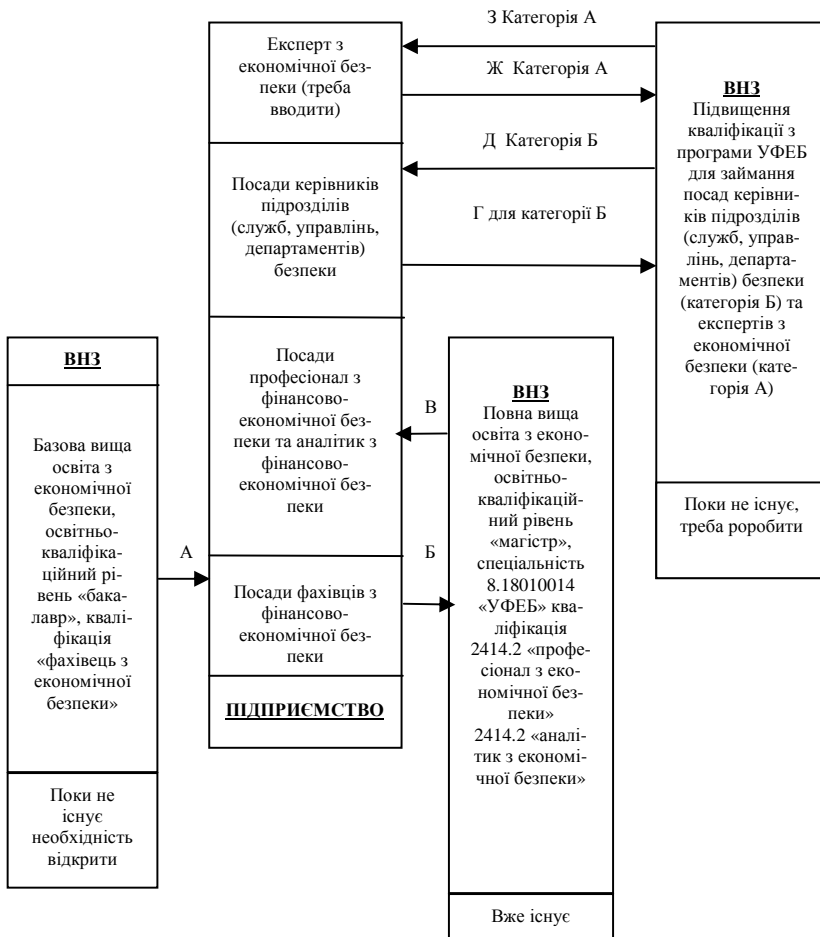 ВНЗ
Базова вища
освіта з
економічної
безпеки,
освітньо-
кваліфіка-
ційний рі-
вень «бака-
лавр», квалі-
фікація
«фахівець з
економічної
безпеки»
Поки не
існує
необхідність
відкрити
А
Експерт з
економічної без-
пеки (треба
вводити)
Посади керівників
підрозділів
(служб, управлінь,
департаментів)
безпеки
Посади
професіонал з
фінансово-
економічної без-
пеки та аналітик з
фінансово-
економічної без-
пеки
Посади фахівців з
фінансово-
економічної без-
пеки
ПІДПРИЄМСТВО
З Категорія А
Ж Категорія А
Д Категорія Б
Г для категорії Б
В
Б
ВНЗ
Повна вища
освіта з еконо-
мічної безпеки,
освітньо-
кваліфікацій-
ний рівень
«магістр»,
спеціальність
8.18010014
«УФЕБ» ква-
ліфікація
2414.2 «профе-
сіонал з еко-
номічної без-
пеки»
2414.2 «аналі-
тик з економі-
чної безпеки»
Вже існує
ВНЗ
Підвищення
кваліфікації з
програми УФЕБ
для займання
посад керівни-
ків підрозділів
(служб, управ-
лінь, департа-
ментів) безпеки
(категорія Б) та
експертів з
економічної
безпеки (кате-
горія А)
Поки не існує,
треба роробити